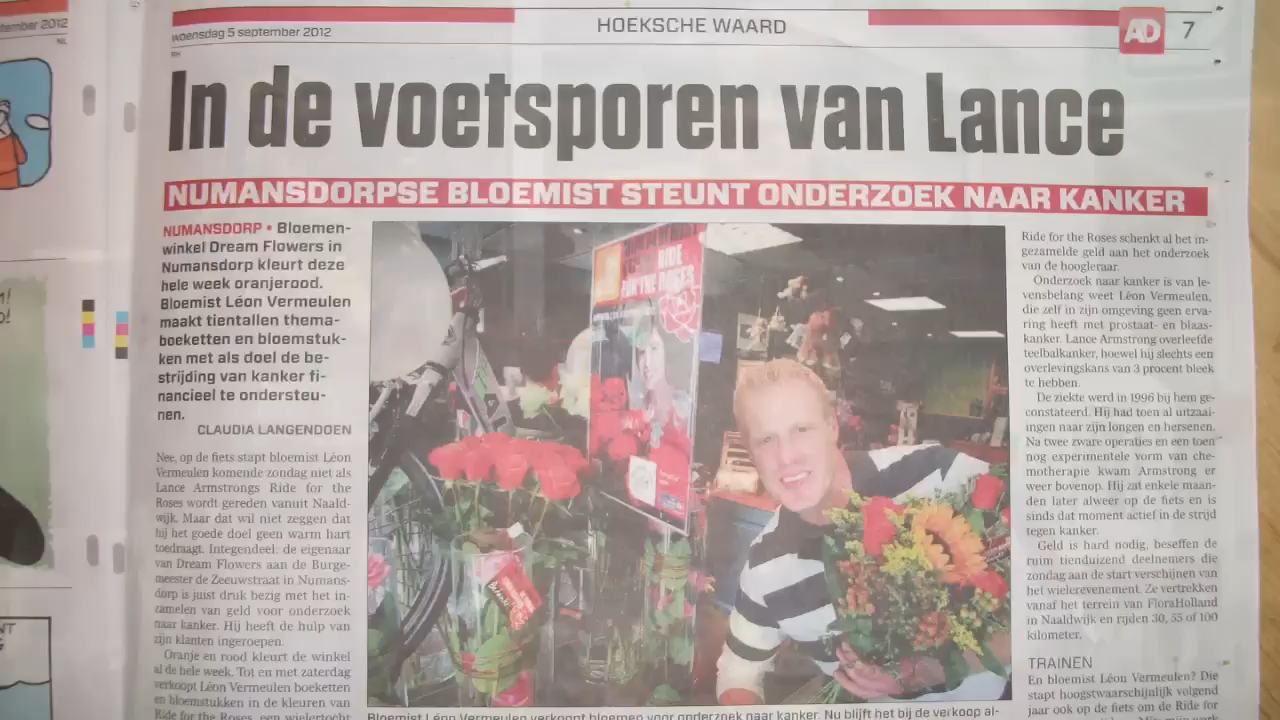 tember 2012
NL
woensdag 5 september 2012
HOEKSCHE WAARD
AD
7
In de voetsporen van Lance
NUMANSDORPSE BLOEMIST STEUNT ONDERZOEK NAAR KANKER
NUMANSDORP • Bloemen-
winkel Dream Flowers in
Numansdorp kleurt deze
hele week oranjerood.
Bloemist Léon Vermeulen
maakt tientallen thema-
boeketten en bloemstuk-
ken met als doel de be-
strijding van kanker fi-
nancieel te ondersteu-
nen.
CLAUDIA LANGENDOEN
Nee, op de fiets stapt bloemist Léon
Vermeulen komende zondag niet als
Lance Armstrongs Ride for the
Roses wordt gereden vanuit Naald-
wijk. Maar dat wil niet zeggen dat
hij het goede doel geen warm hart
toedraagt. Integendeel: de eigenaar
van Dream Flowers aan de Burge-
meester de Zeeuwstraat in Numans-
dorp is juist druk bezig met het in-
zamelen van geld voor onderzoek
naar kanker. Hij heeft de hulp van
zijn klanten ingeroepen.
Oranje en rood kleurt de winkel
al de hele week. Tot en met zaterdag
verkoopt Léon Vermeulen boeketten
en bloemstukken in de kleuren van
Ride for the Roses, een wielertocht
RIDE
FOR THE ROSES
Bloemist Léon Vermeulen verkoopt bloemen voor onderzoek naar kanker. Nu blijft het bij de verkoop al-
Ride for the Roses schenkt al het in-
gezamelde geld aan het onderzoek
van de hoogleraar.
Onderzoek naar kanker is van le-
vensbelang weet Léon Vermeulen,
die zelf in zijn omgeving geen erva-
ring heeft met prostaat- en blaas-
kanker. Lance Armstrong overleefde
teelbalkanker, hoewel hij slechts een
overlevingskans van 3 procent bleek
te hebben.
De ziekte werd in 1996 bij hem ge-
constateerd. Hij had toen al uitzaai-
ingen naar zijn longen en hersenen.
Na twee zware operaties en een toen
nog experimentele vorm van che-
motherapie kwam Armstrong er
weer bovenop. Hij zat enkele maan-
den later alweer op de fiets en is
sinds dat moment actief in de strijd
tegen kanker.
Geld is hard nodig, beseffen de
ruim tienduizend deelnemers die
zondag aan de start verschijnen van
het wielerevenement. Ze vertrekken
vanaf het terrein van FloraHolland
in Naaldwijk en rijden 30, 55 of 100
kilometer.
TRAINEN
En bloemist Léon Vermeulen? Die
stapt hoogstwaarschijnlijk volgend
jaar ook op de fiets om de Ride for